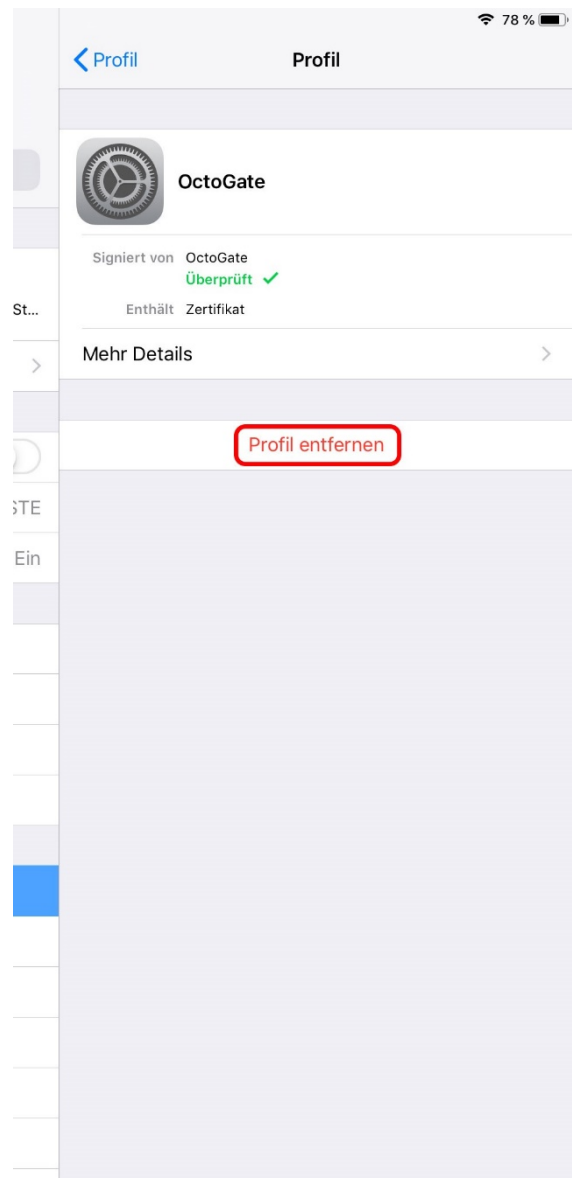 78 %
Profil
Profil
OctoGate
Signiert von OctoGate
Überprüft ✓
Enthält Zertifikat
St...
Mehr Details
Profil entfernen
STE
Ein